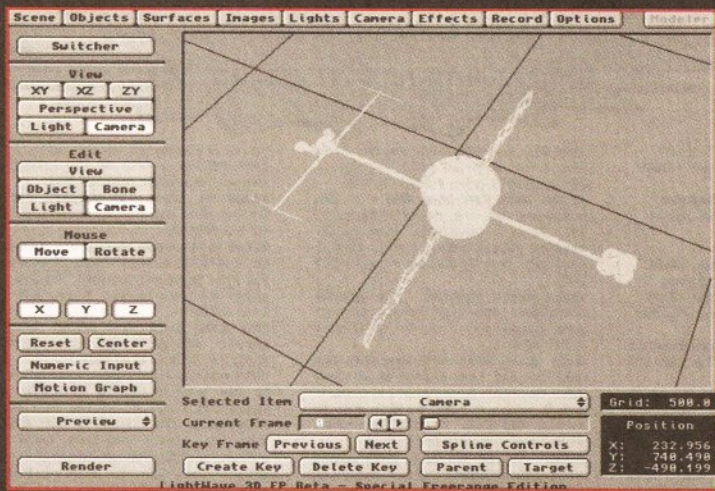 Scene Objects Surfaces Images Lights Camera Effects Record Options Modeler
Switcher
View
XY XZ ZY
Perspective
Light Camera
Edit
View
Object Bone
Light Camera
Mouse
Move Rotate
X Y Z
Reset Center
Numeric Input
Motion Graph
Preview
Render
Selected Item Camera
Current Frame 0
Key Frame Previous Next Spline Controls
Create Key Delete Key Parent Target
Grid: 500.0
Position
X: 232.956
Y: 740.490
Z: -490.199
LightWave 3D FP Beta - Special Freerange Edition